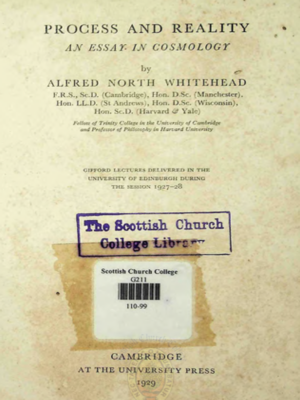 PROCESS AND REALITY
AN ESSAY IN COSMOLOGY
by
ALFRED NORTH WHITEHEAD
F.R.S., Sc.D. (Cambridge), Hon. D.Sc. (Manchester),
Hon. LL.D. (St Andrews), Hon. D.Sc. (Wisconsin),
Hon. Sc.D. (Harvard & Yale)
Fellow of Trinity College in the University of Cambridge
and Professor of Philosophy in Harvard University
GIFFORD LECTURES DELIVERED IN THE
UNIVERSITY OF EDINBURGH DURING
THE SESSION 1927-28
The Scottish Church
College Library
Scottish Church College
G211
110-99
CAMBRIDGE
AT THE UNIVERSITY PRESS
1929